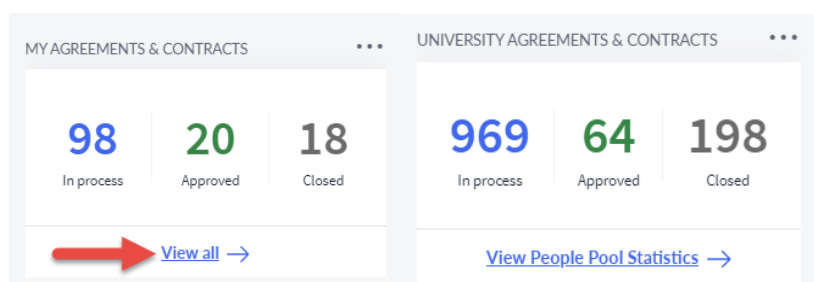 MY AGREEMENTS & CONTRACTS
98 20 18
In process Approved Closed
View all
UNIVERSITY AGREEMENTS & CONTRACTS
969 64 198
In process Approved Closed
View People Pool Statistics